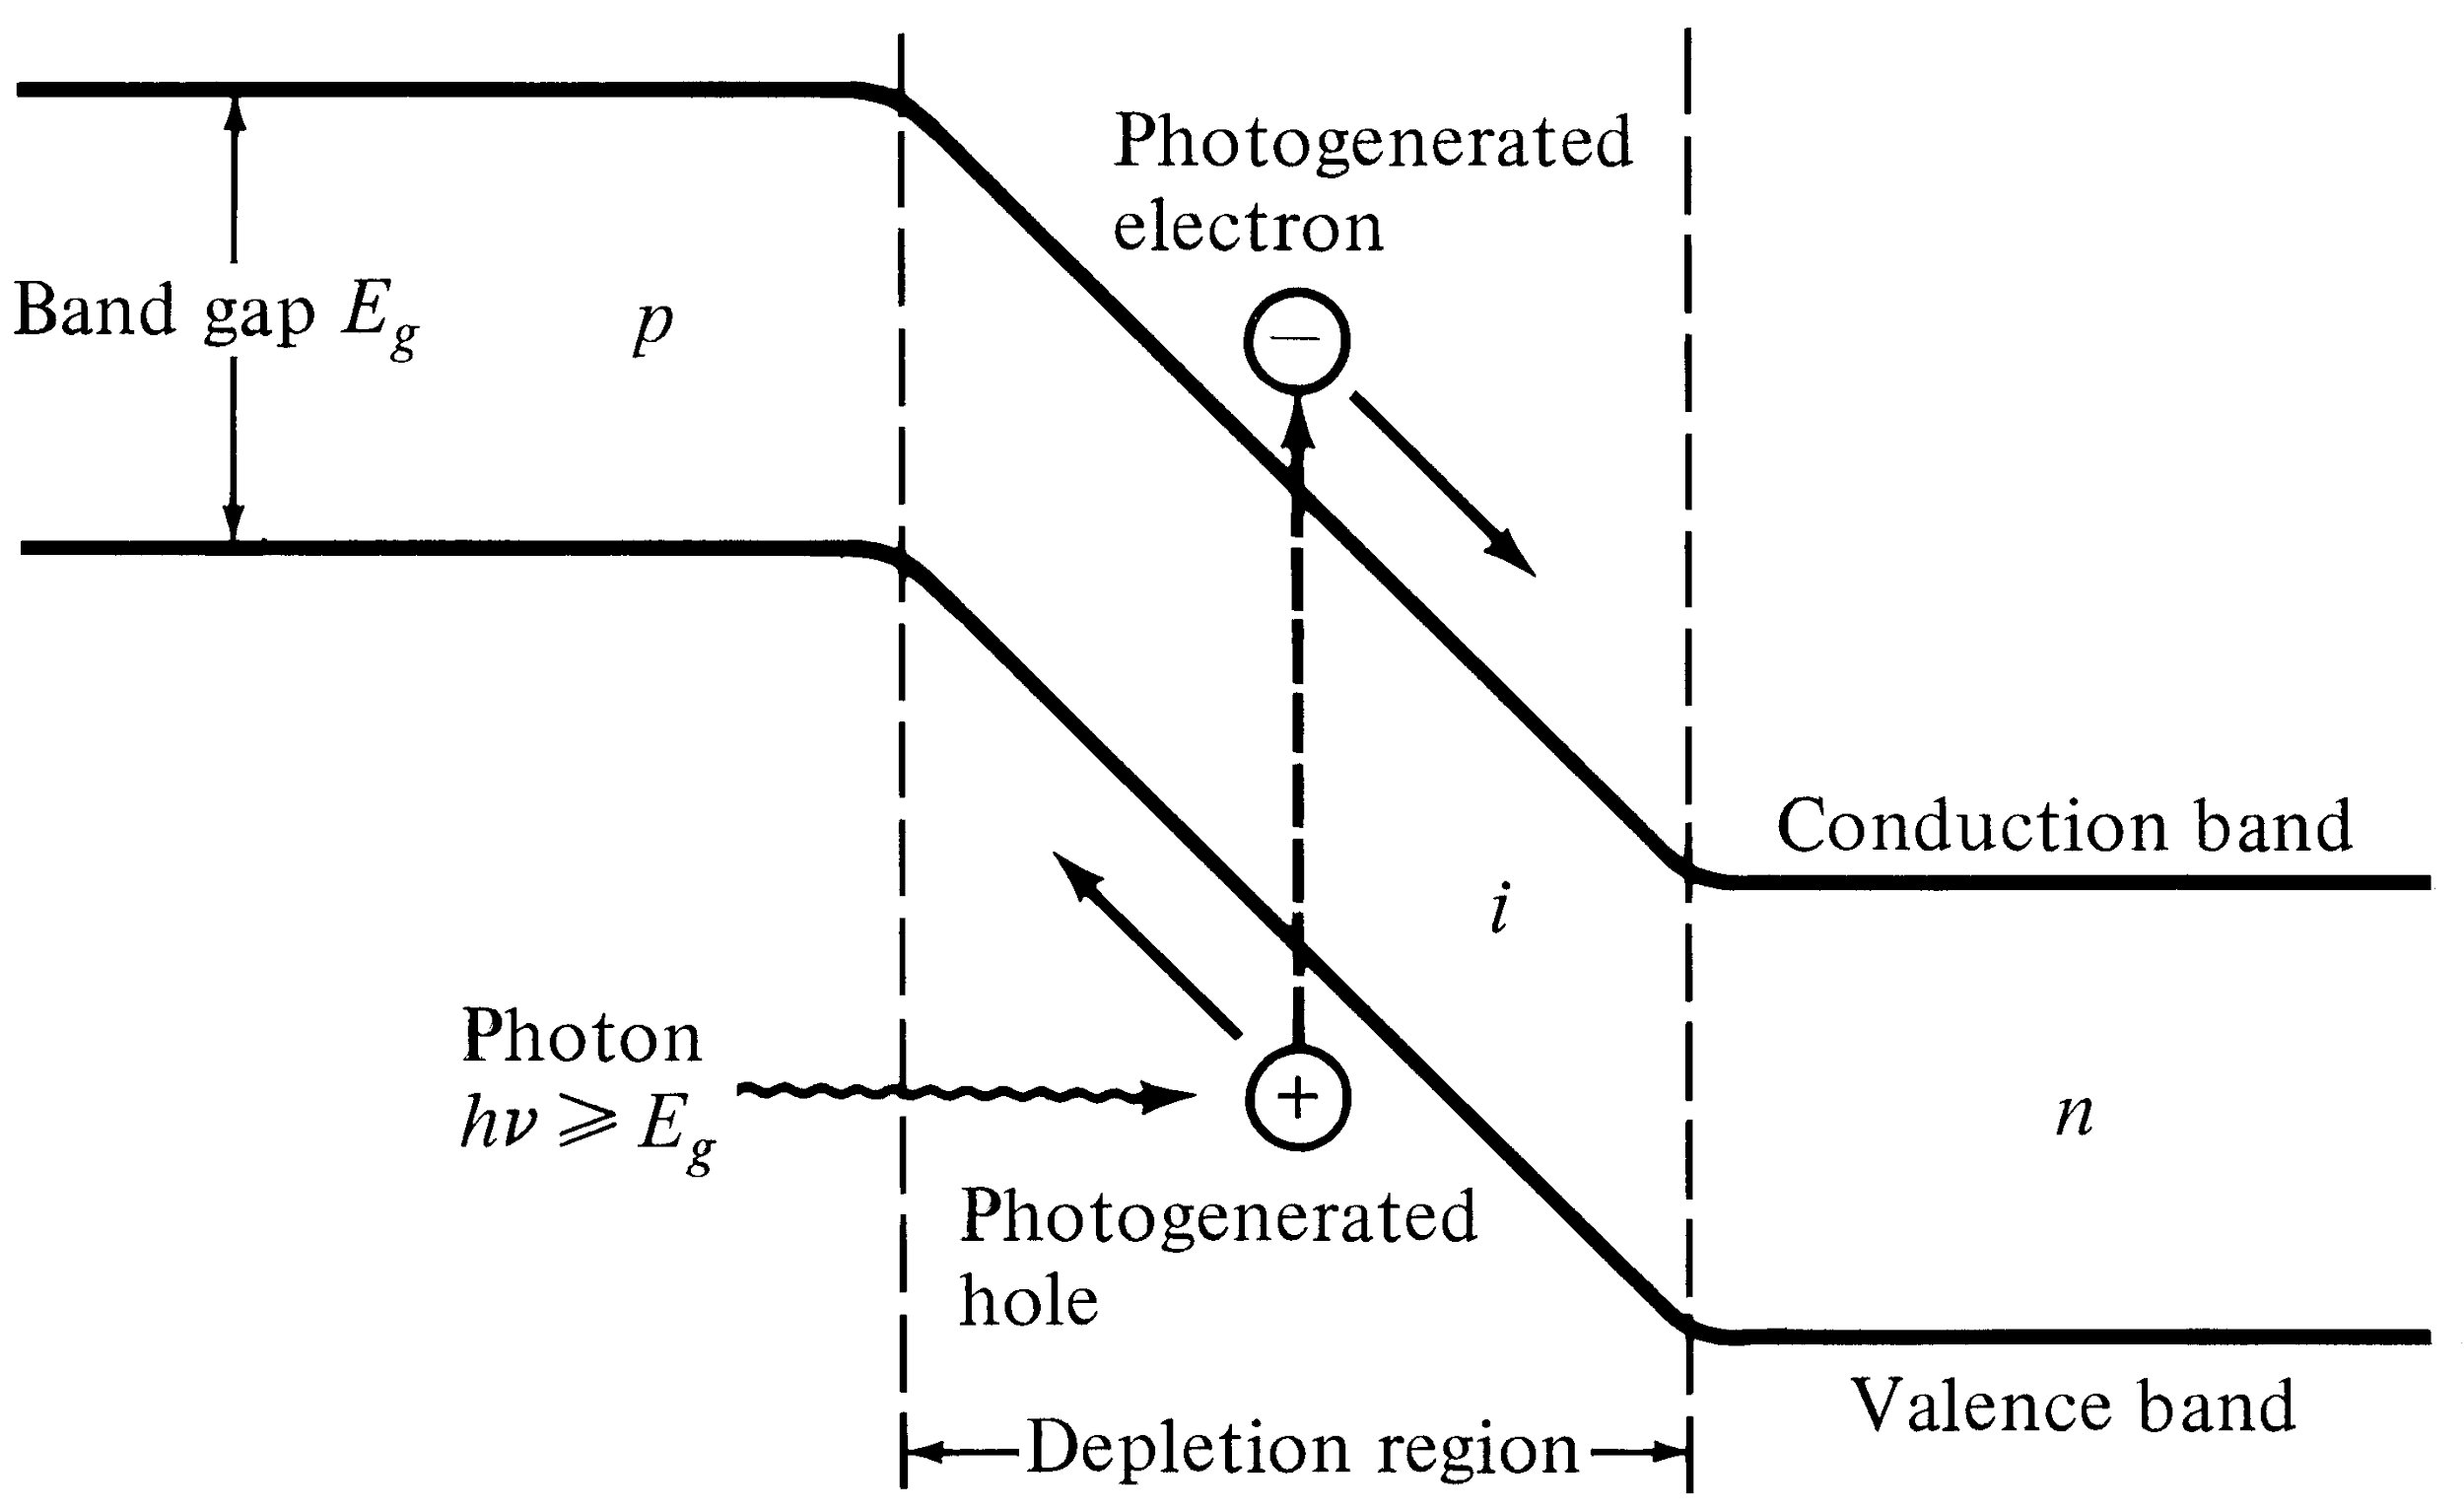 Photogenerated
electron
−
Band gap E_g
p
Conduction band
i
Photon
hν ⩾ E_g
+
n
Photogenerated
hole
Valence band
Depletion region